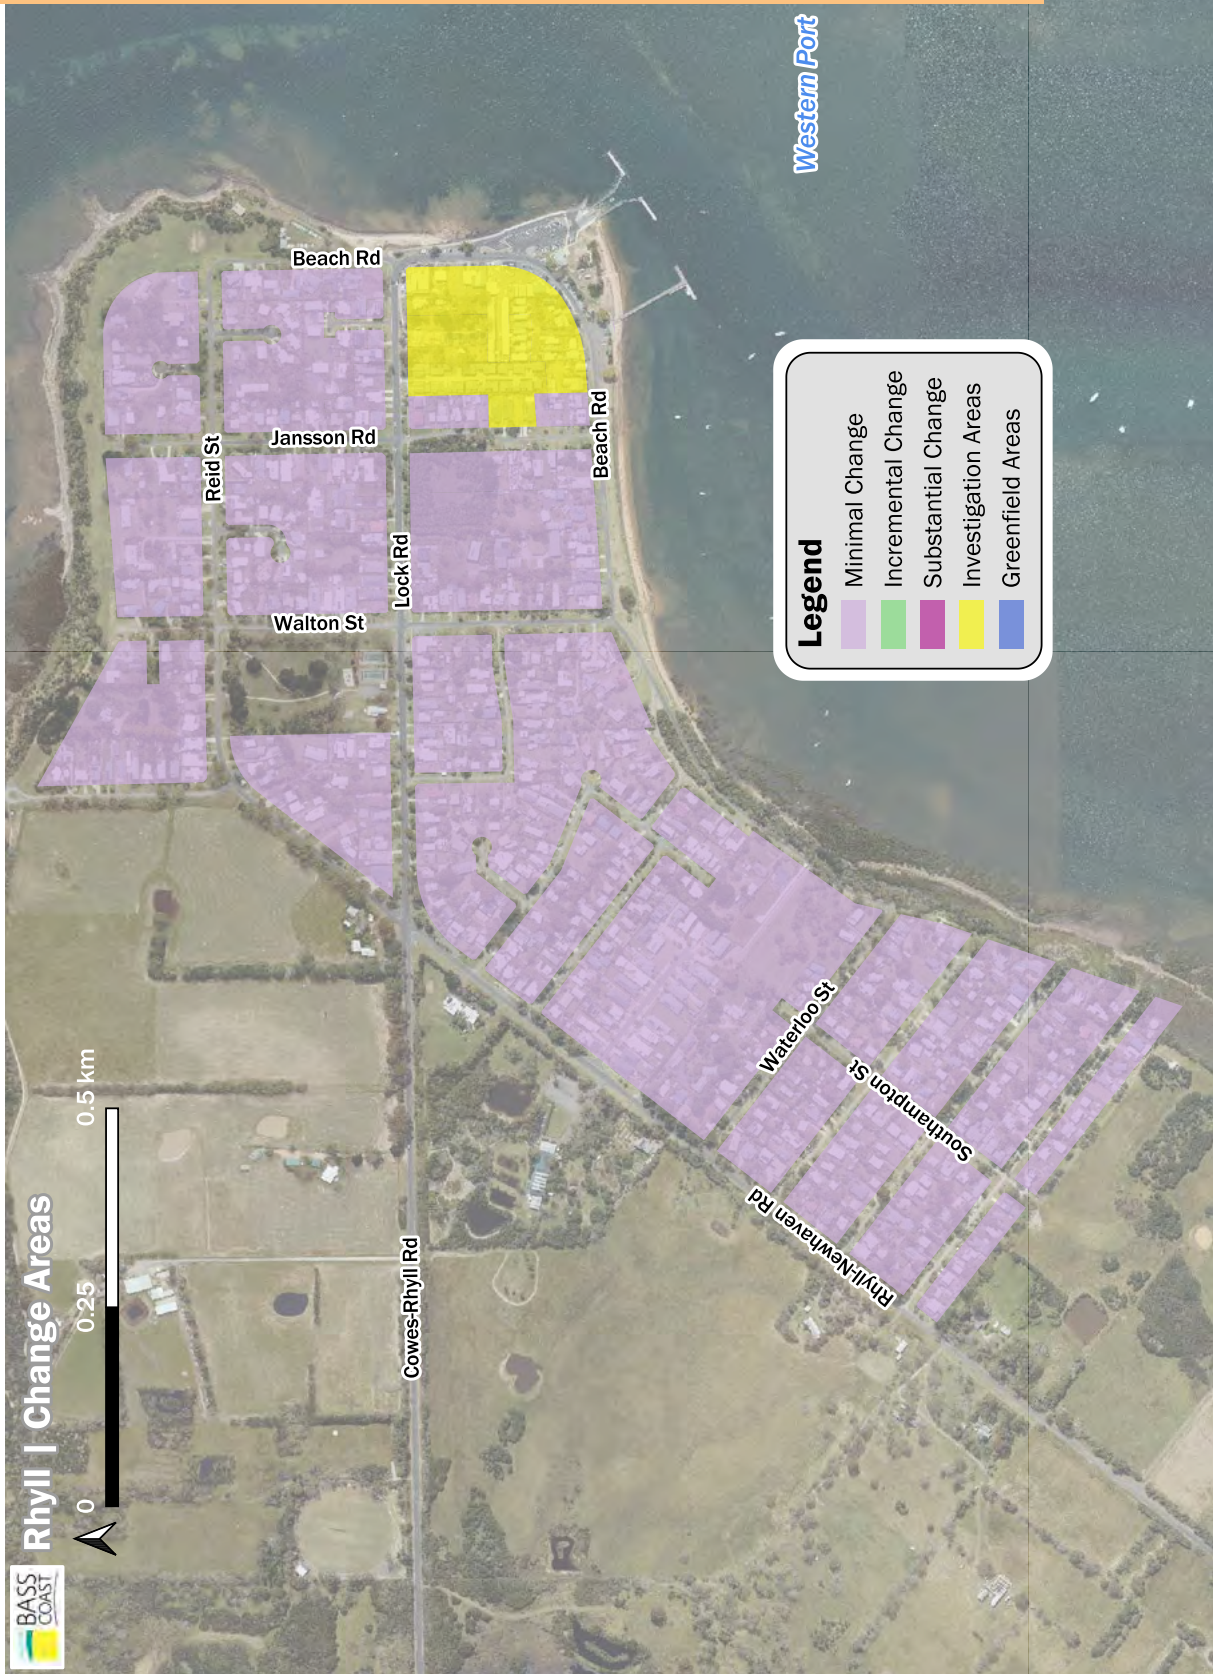 BASS
COAST
Rhyll | Change Areas
0
0.25
0.5 km
Western Port
Beach Rd
Reid St
Jansson Rd
Beach Rd
Lock Rd
Walton St
Waterloo St
Southampton St
Rhyll-Newhaven Rd
Cowes-Rhyll Rd
Legend
Minimal Change
Incremental Change
Substantial Change
Investigation Areas
Greenfield Areas